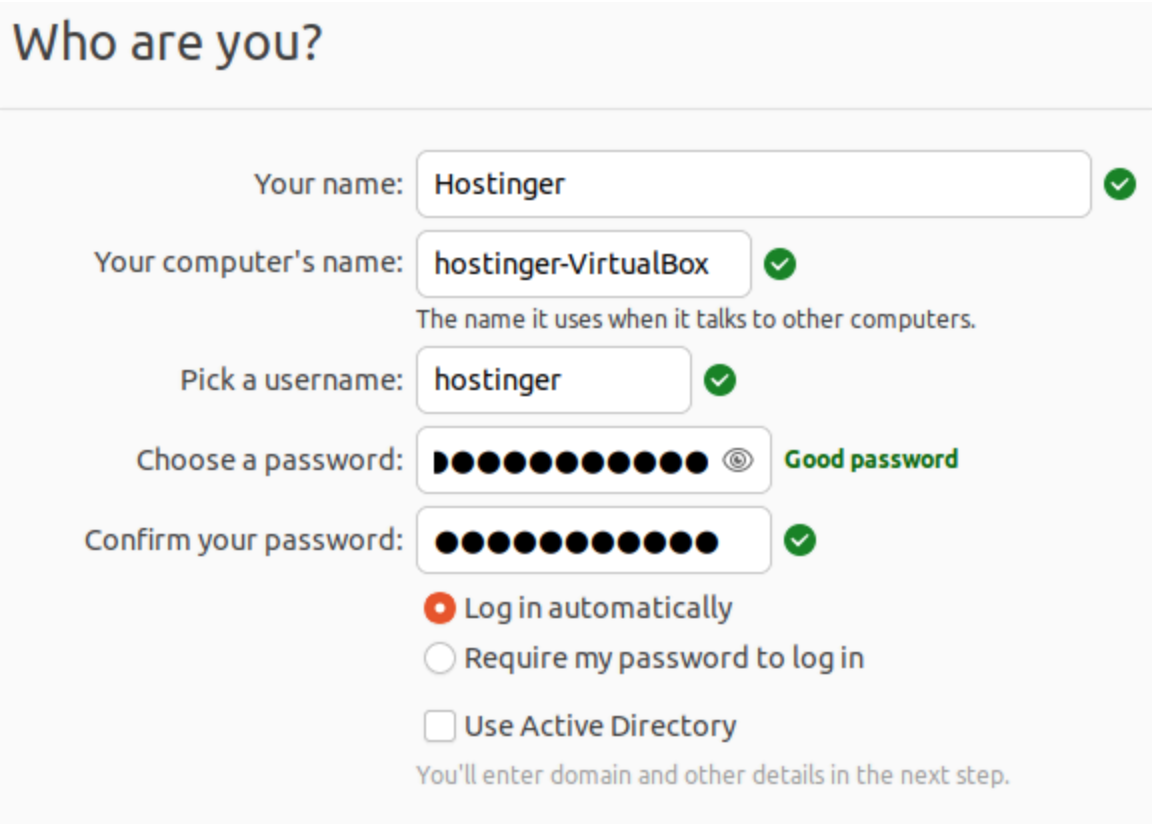 Who are you?
Your name: Hostinger
Your computer's name: hostinger-VirtualBox
The name it uses when it talks to other computers.
Pick a username: hostinger
Choose a password: ●●●●●●●●●●● Good password
Confirm your password: ●●●●●●●●●●●
Log in automatically
Require my password to log in
Use Active Directory
You'll enter domain and other details in the next step.